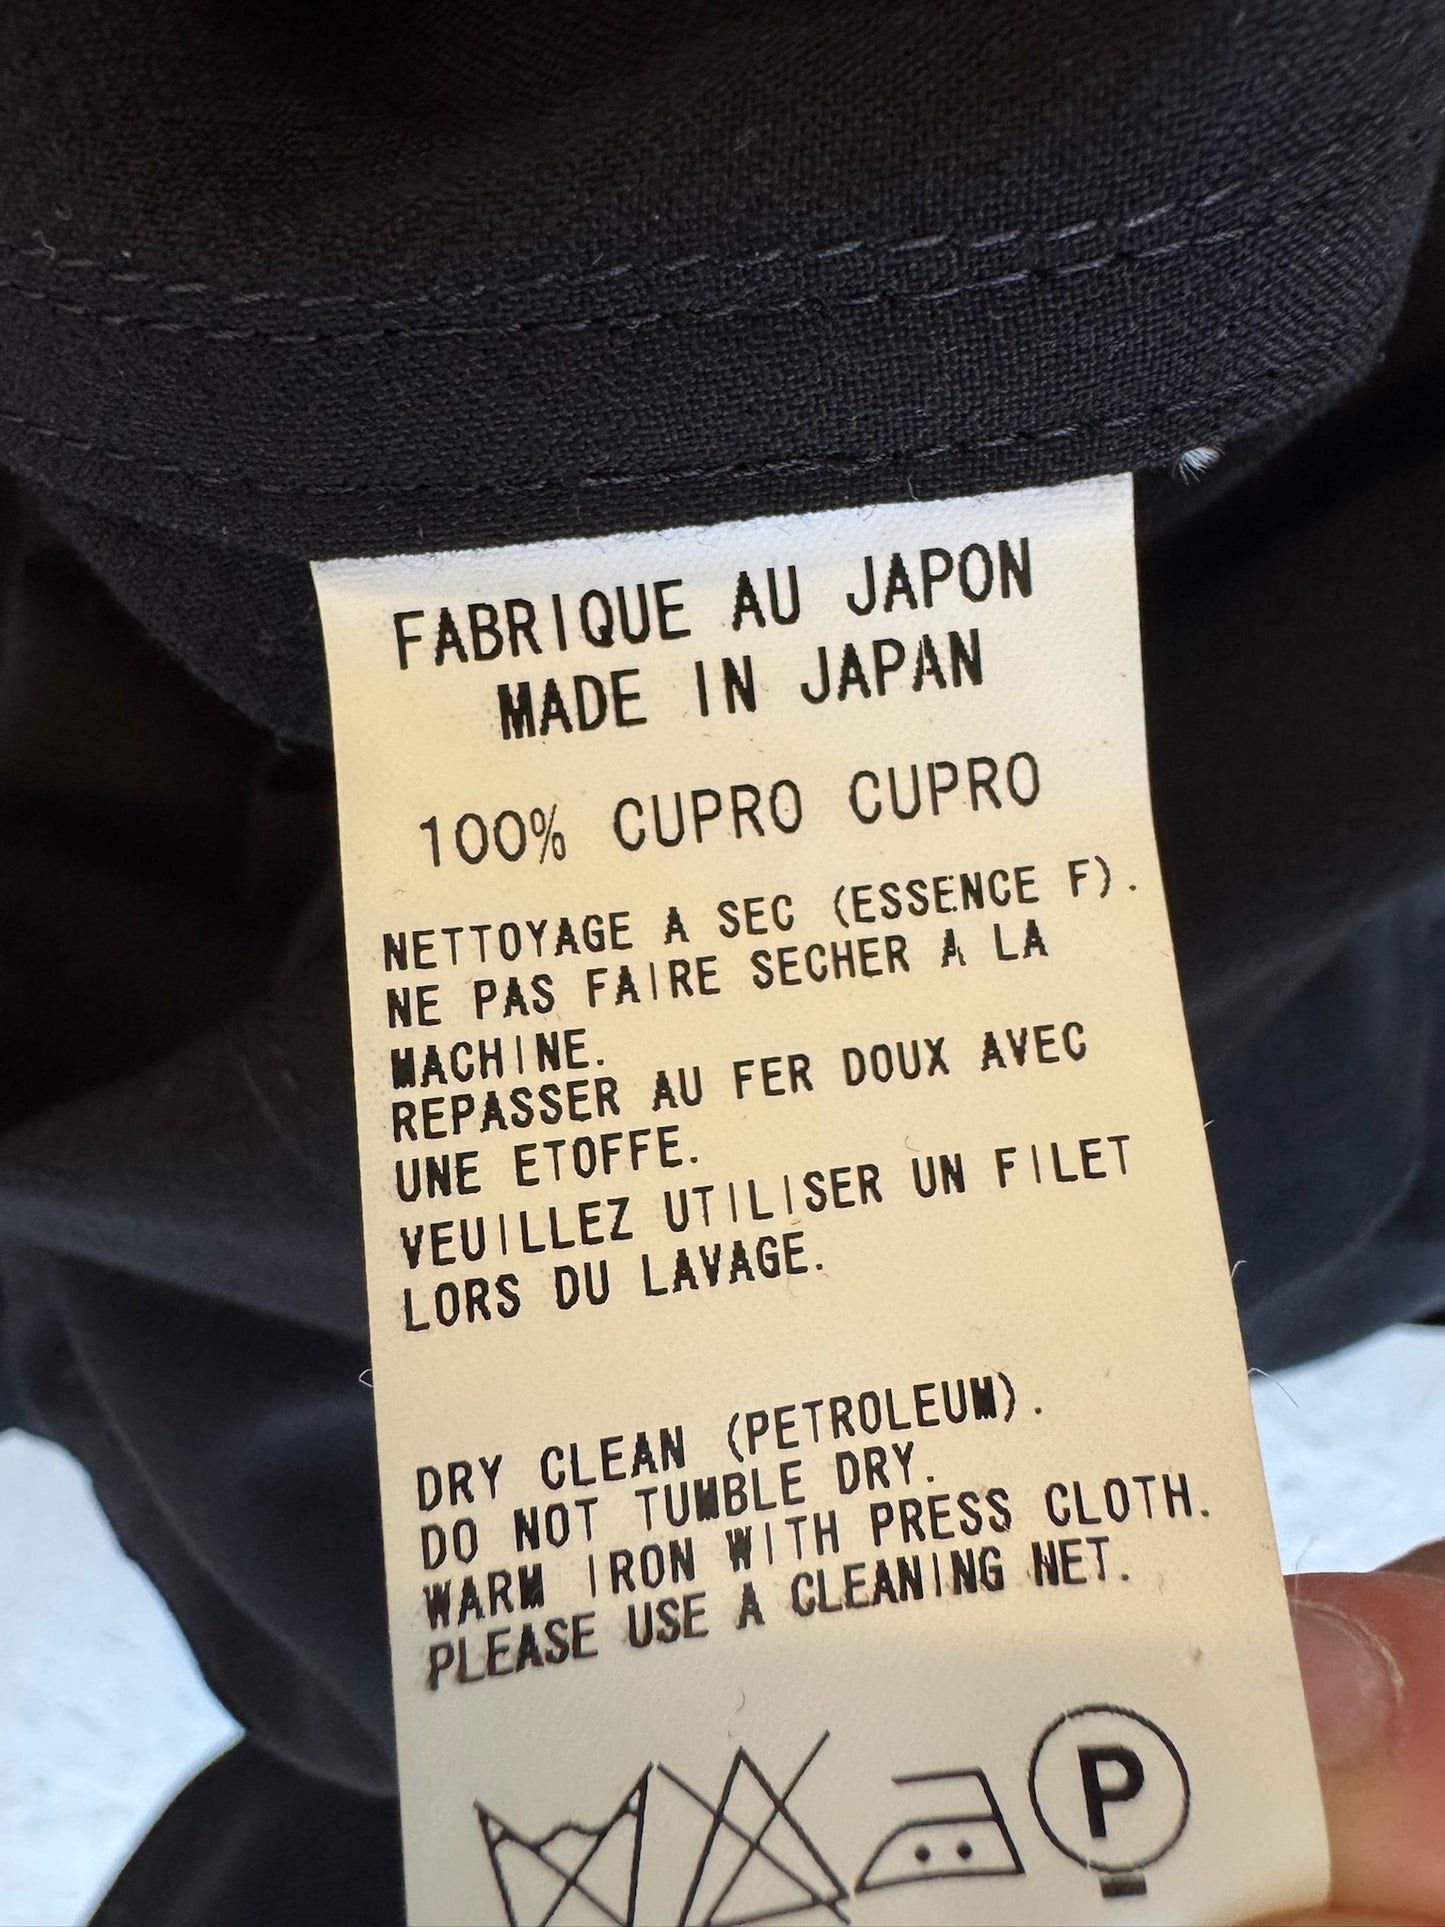 FABRIQUE AU JAPON
MADE IN JAPAN
100% CUPRO CUPRO
NETTOYAGE A SEC (ESSENCE F).
NE PAS FAIRE SECHER A LA
MACHINE.
REPASSER AU FER DOUX AVEC
UNE ETOFFE.
VEUILLEZ UTILISER UN FILET
LORS DU LAVAGE.
DRY CLEAN (PETROLEUM).
DO NOT TUMBLE DRY.
WARM IRON WITH PRESS CLOTH.
PLEASE USE A CLEANING NET.
P